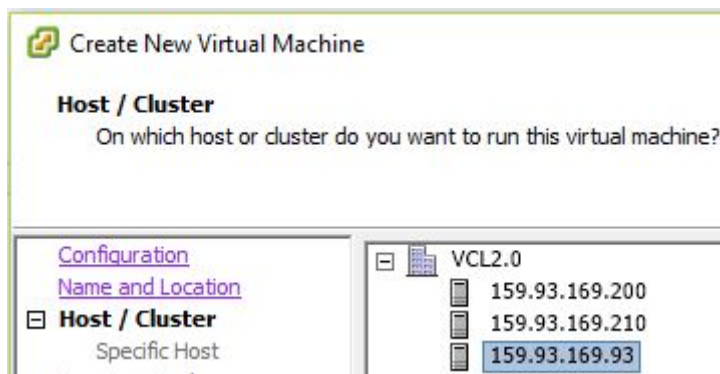 Create New Virtual Machine
Host / Cluster
On which host or cluster do you want to run this virtual machine?
Configuration
Name and Location
Host / Cluster
Specific Host
VCL2.0
159.93.169.200
159.93.169.210
159.93.169.93